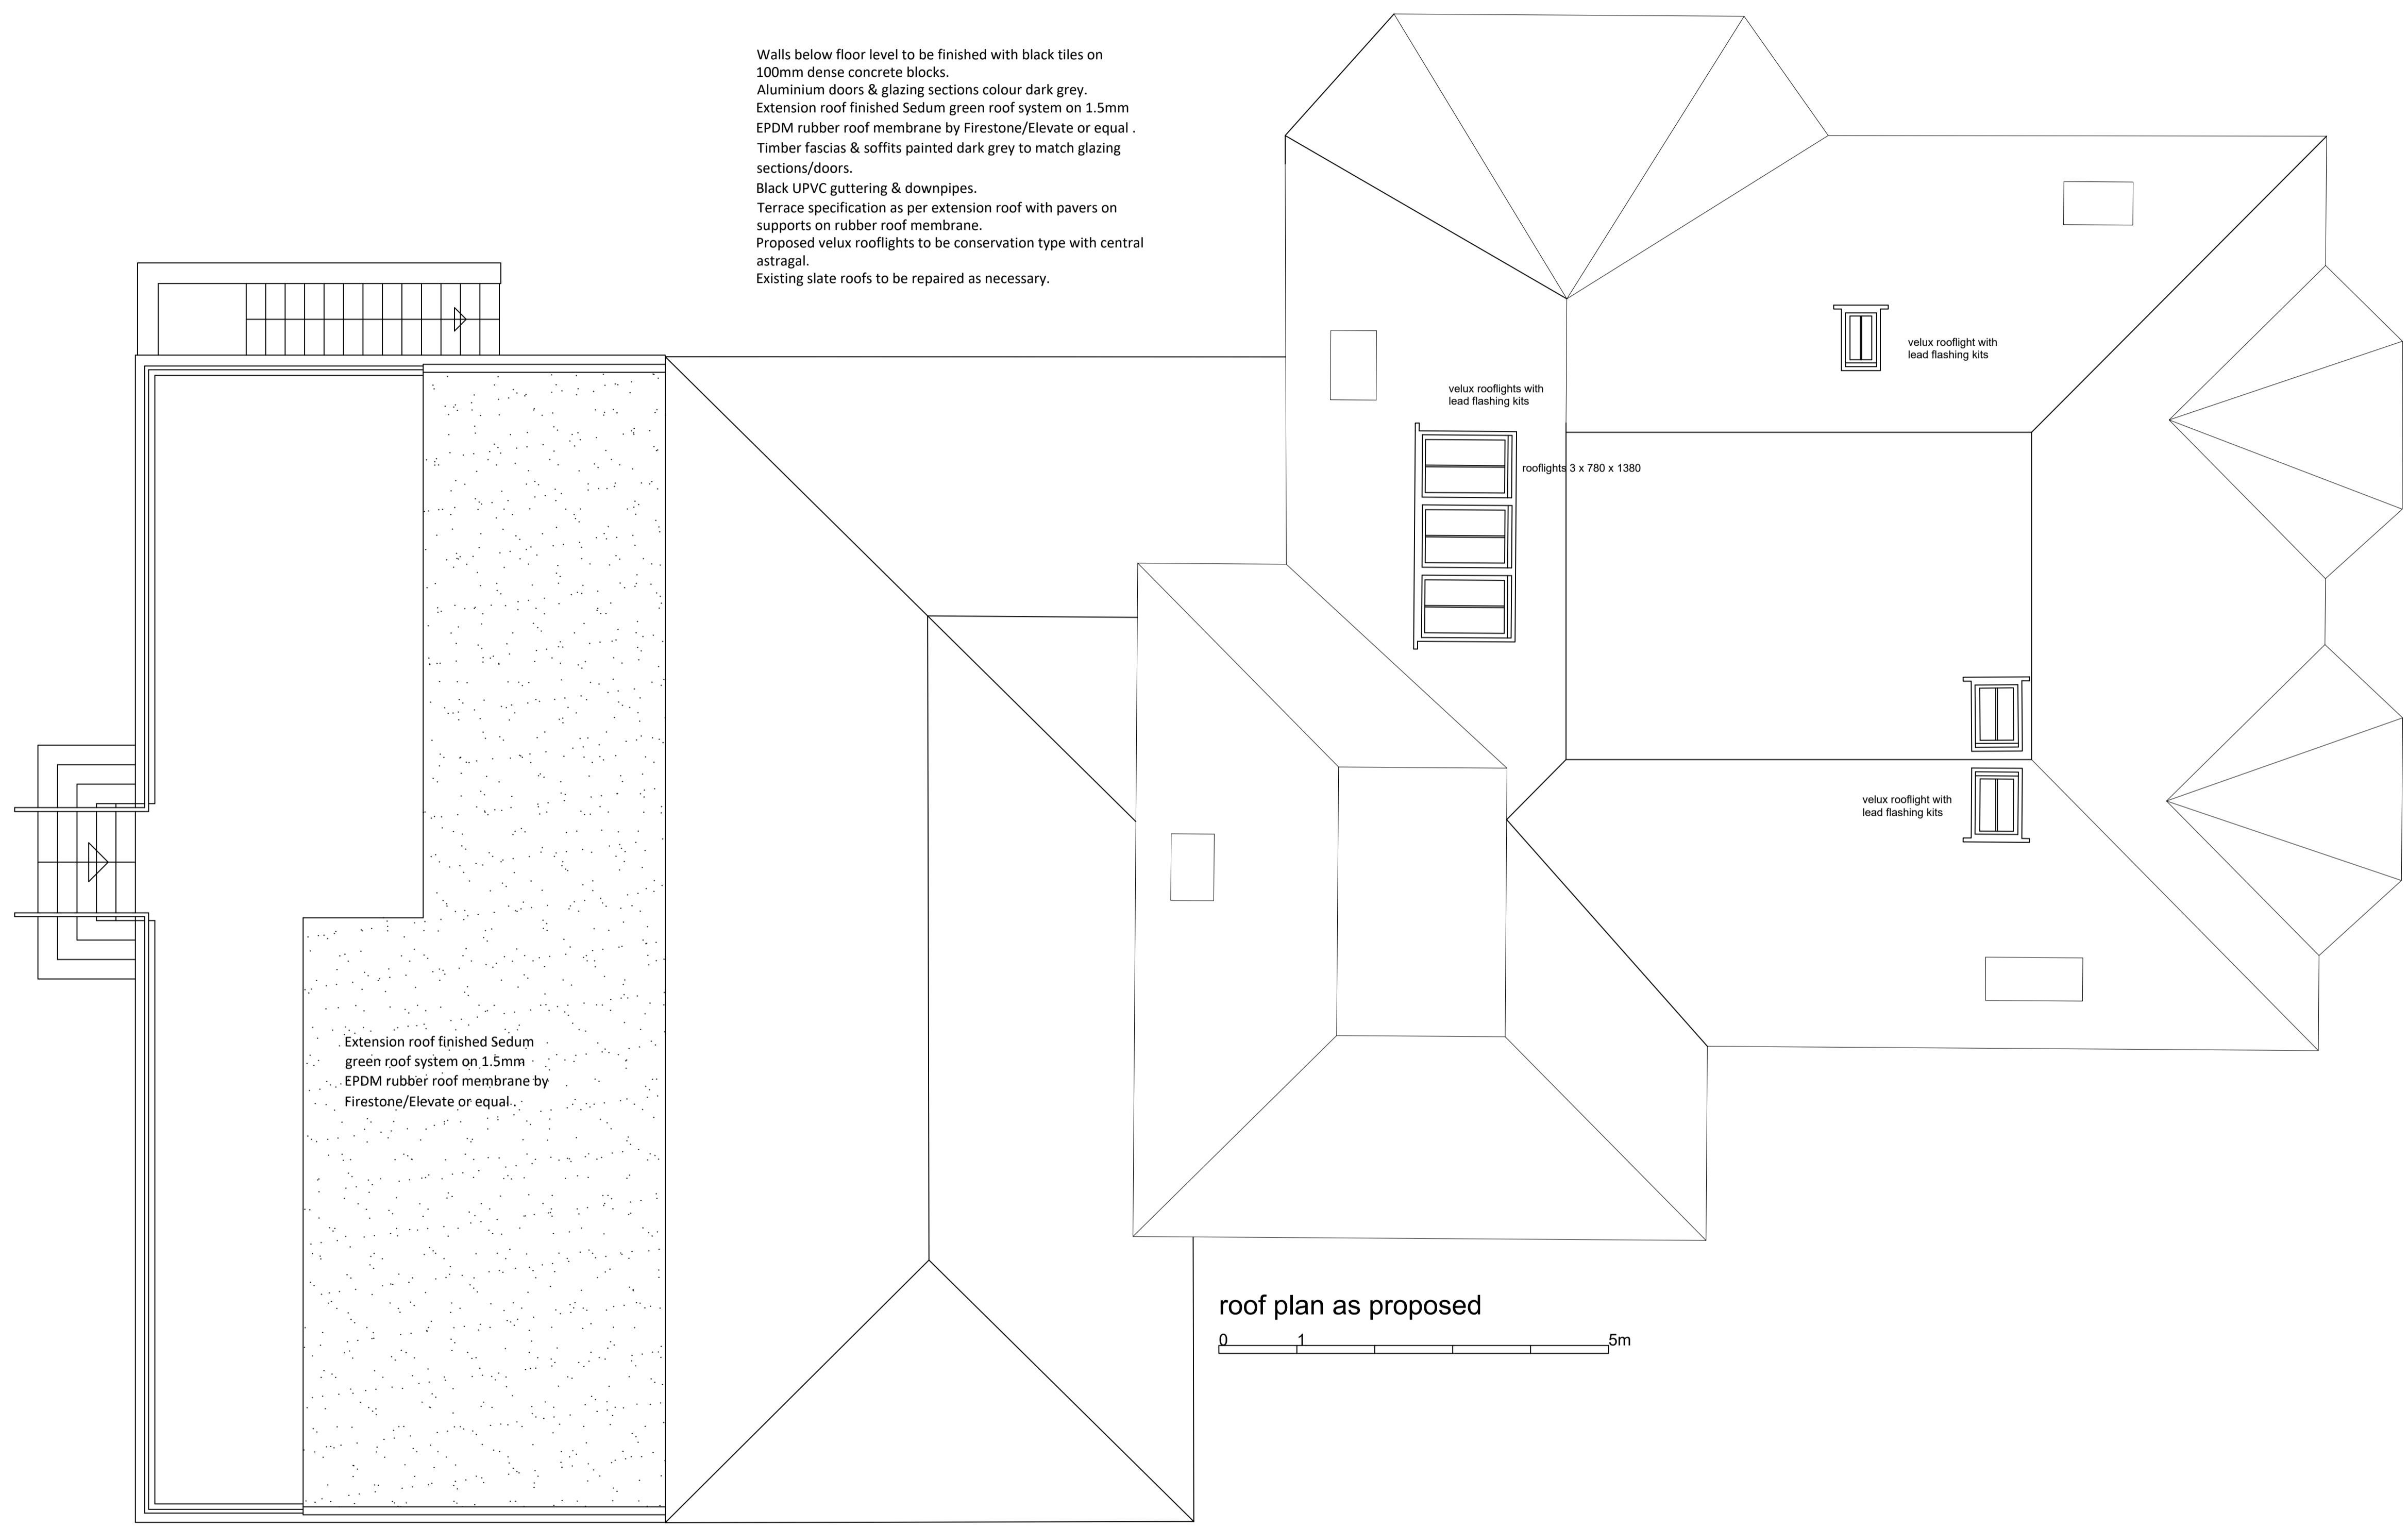 Walls below floor level to be finished with black tiles on
100mm dense concrete blocks.
Aluminium doors & glazing sections colour dark grey.
Extension roof finished Sedum green roof system on 1.5mm
EPDM rubber roof membrane by Firestone/Elevate or equal .
Timber fascias & soffits painted dark grey to match glazing
sections/doors.
Black UPVC guttering & downpipes.
Terrace specification as per extension roof with pavers on
supports on rubber roof membrane.
Proposed velux rooflights to be conservation type with central
astragal.
Existing slate roofs to be repaired as necessary.
velux rooflight with
lead flashing kits
velux rooflights with
lead flashing kits
rooflights 3 x 780 x 1380
velux rooflight with
lead flashing kits
Extension roof finished Sedum
green roof system on 1.5mm
EPDM rubber roof membrane by
Firestone/Elevate or equal .
roof plan as proposed
0 1 5m